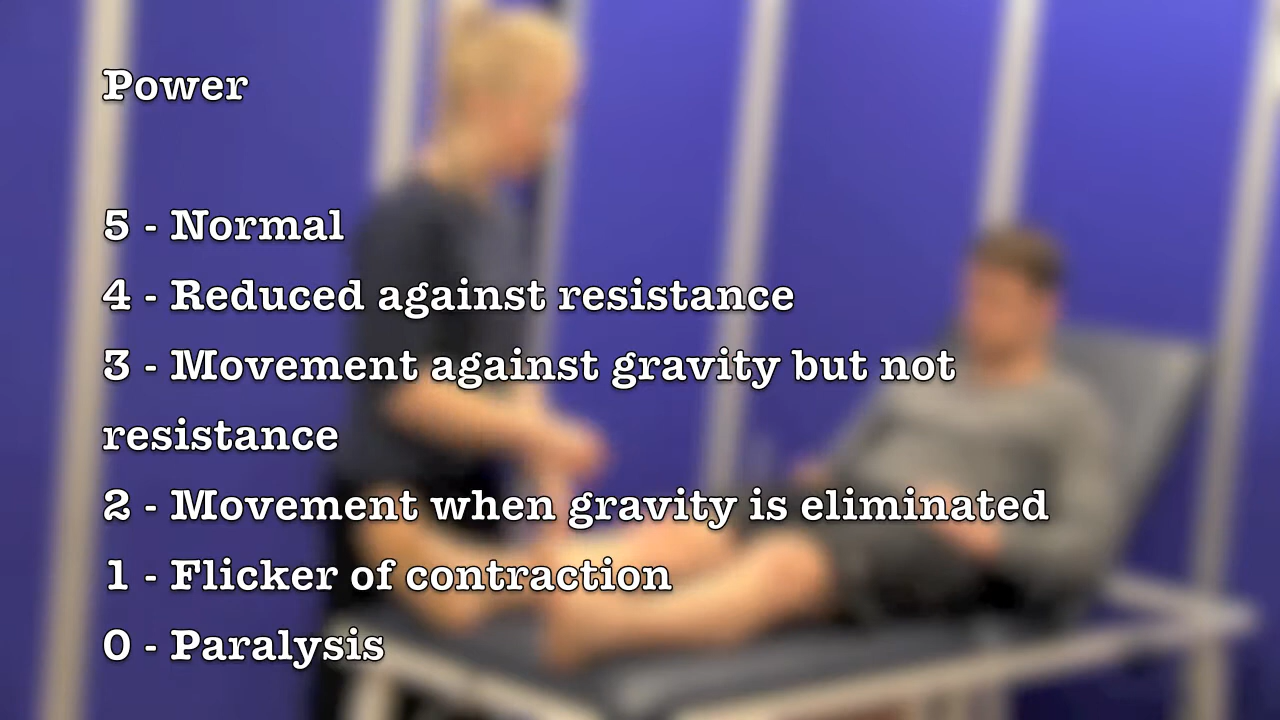 Power
5 - Normal
4 - Reduced against resistance
3 - Movement against gravity but not
resistance
2 - Movement when gravity is eliminated
1 - Flicker of contraction
0 - Paralysis